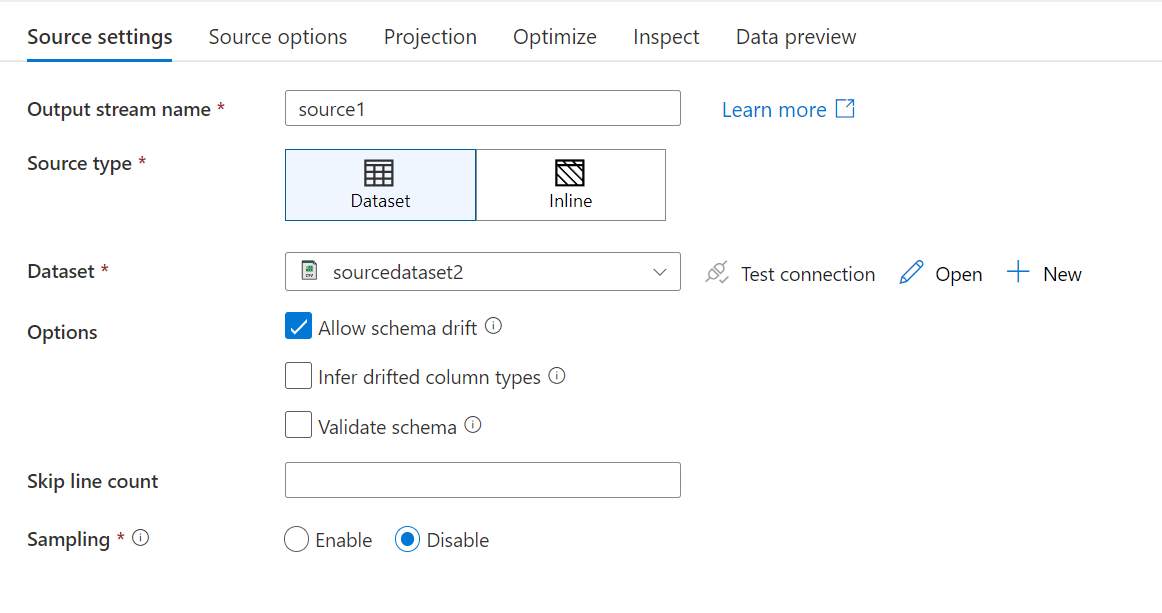 Source settings Source options Projection Optimize Inspect Data preview
Output stream name * source1 Learn more
Source type *
Dataset Inline
Dataset * sourcedataset2 Test connection Open New
Options Allow schema drift
Infer drifted column types
Validate schema
Skip line count
Sampling * Enable Disable